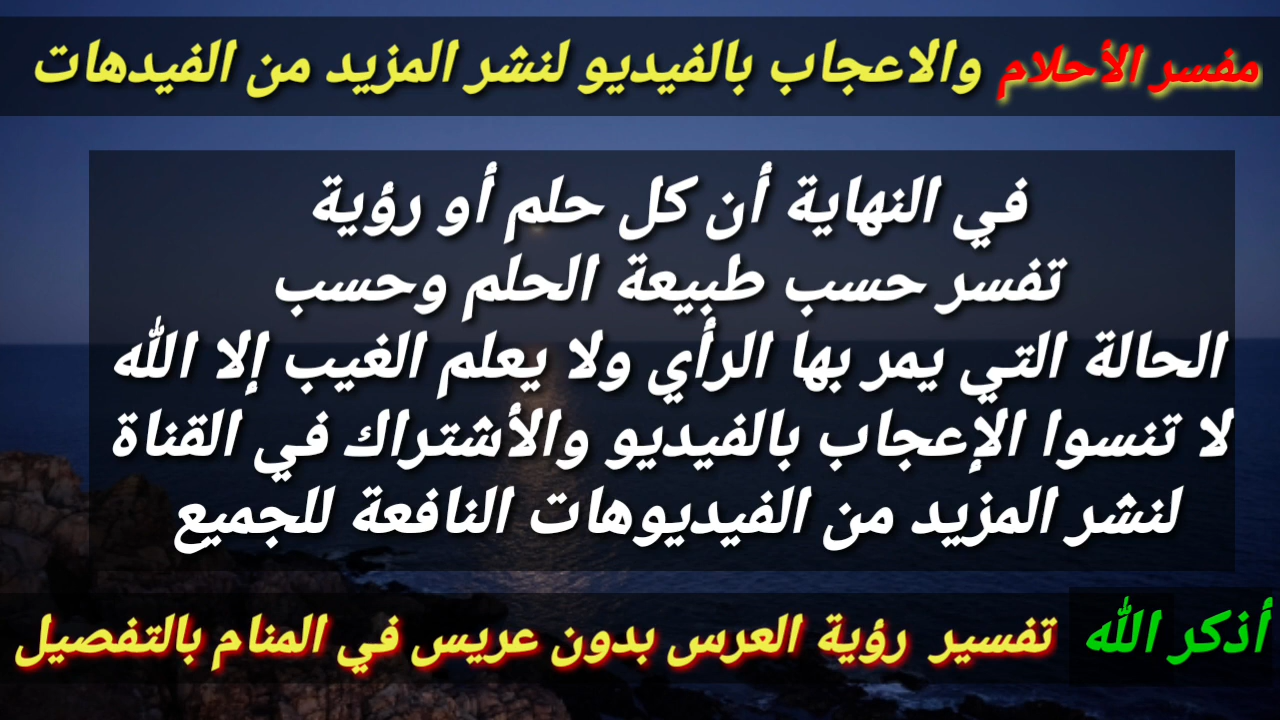 مفسر الأحلام والاعجاب بالفيديو لنشر المزيد من الفيدهات
في النهاية أن كل حلم أو رؤية
تفسر حسب طبيعة الحلم وحسب
الحالة التي يمر بها الرأي ولا يعلم الغيب إلا الله
لا تنسوا الإعجاب بالفيديو والأشتراك في القناة
لنشر المزيد من الفيديوهات النافعة للجميع
أذكر الله تفسير رؤية العرس بدون عريس في المنام بالتفصيل